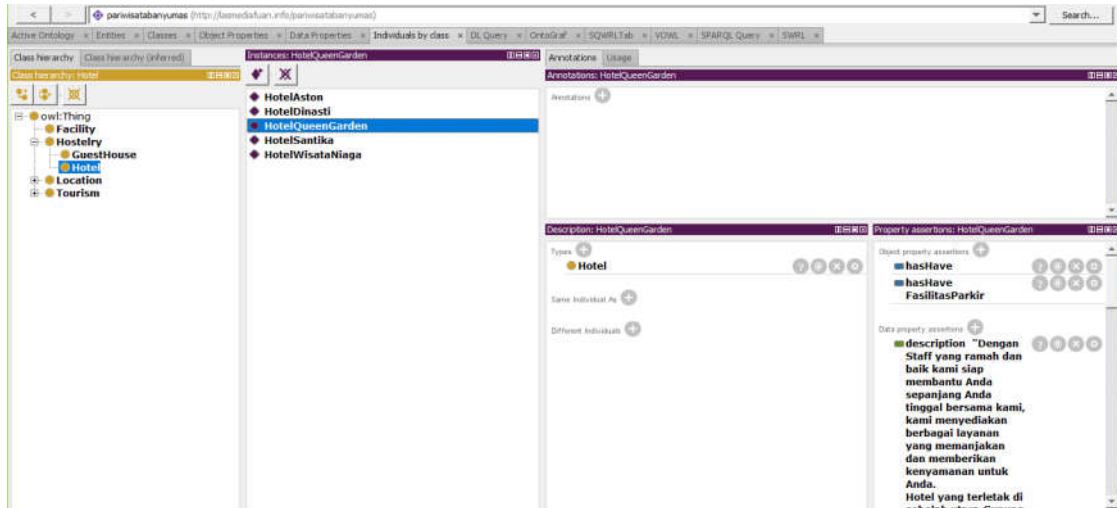 < > pariwisatabanyumas (http://lasmediafuan.info/pariwisatabanyumas) Search...
Active Ontology × Entities × Classes × Object Properties × Data Properties × Individuals by class × DL Query × OntoGraf × SQWRLTab × VOWL × SPARQL Query × SWRL ×
Class hierarchy Class hierarchy (inferred)
Class hierarchy: Hotel
owl:Thing
Facility
Hostelry
GuestHouse
Hotel
Location
Tourism
Instances: HotelQueenGarden
HotelAston
HotelDinasti
HotelQueenGarden
HotelSantika
HotelWisataNiaga
Annotations Usage
Annotations: HotelQueenGarden
Annotations
Description: HotelQueenGarden
Types
Hotel
Same Individual As
Different Individuals
Property assertions: HotelQueenGarden
Object property assertions
hasHave
hasHave
FasilitasParkir
Data property assertions
description "Dengan
Staff yang ramah dan
baik kami siap
membantu Anda
sepanjang Anda
tinggal bersama kami,
kami menyediakan
berbagai layanan
yang memanjakan
dan memberikan
kenyamanan untuk
Anda.
Hotel yang terletak di